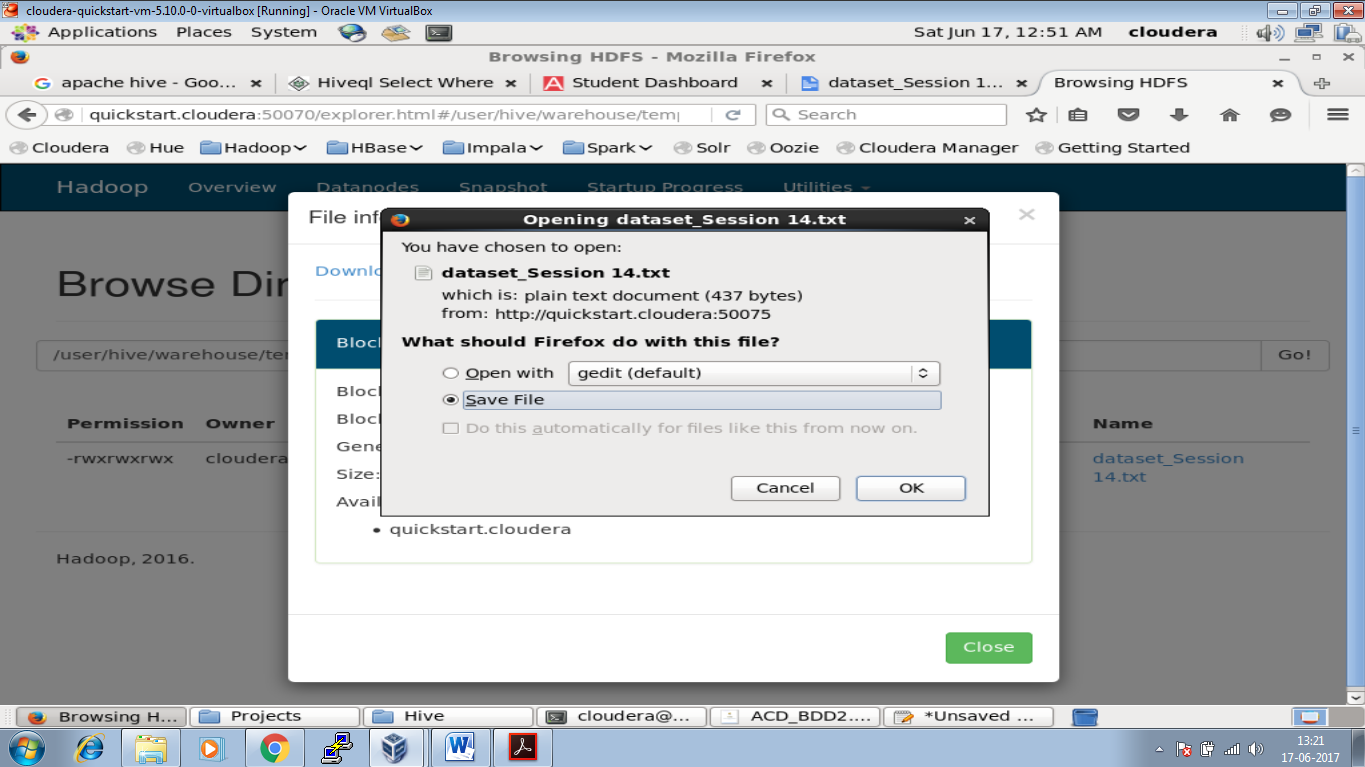 cloudera-quickstart-vm-5.10.0-0-virtualbox [Running] - Oracle VM VirtualBox
Applications Places System Sat Jun 17, 12:51 AM cloudera
Browsing HDFS - Mozilla Firefox
apache hive - Goo... Hiveql Select Where Student Dashboard dataset_Session 1... Browsing HDFS
quickstart.cloudera:50070/explorer.html#/user/hive/warehouse/temp Search
Cloudera Hue Hadoop HBase Impala Spark Solr Oozie Cloudera Manager Getting Started
Hadoop Overview Datanodes Snapshot Startup Progress Utilities
File inf
Opening dataset_Session 14.txt
You have chosen to open:
dataset_Session 14.txt
which is: plain text document (437 bytes)
from: http://quickstart.cloudera:50075
What should Firefox do with this file?
Open with gedit (default)
Save File
Do this automatically for files like this from now on.
Cancel OK
Downlo
Browse Dir
Block
/user/hive/warehouse/te Go!
Block
Block
Gene
Size:
Avail
quickstart.cloudera
Permission Owner Name
-rwxrwxrwx cloudera dataset_Session
14.txt
Hadoop, 2016.
Close
Browsing H... Projects Hive cloudera@... ACD_BDD2.... *Unsaved ...
13:21
17-06-2017